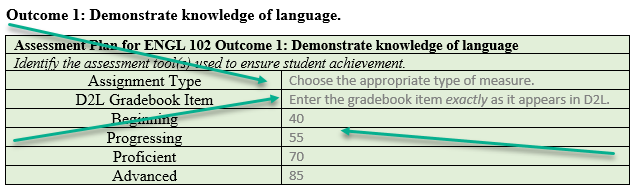 Outcome 1: Demonstrate knowledge of language.
Assessment Plan for ENGL 102 Outcome 1: Demonstrate knowledge of language
Identify the assessment tool(s) used to ensure student achievement.
Assignment Type Choose the appropriate type of measure.
D2L Gradebook Item Enter the gradebook item exactly as it appears in D2L.
Beginning 40
Progressing 55
Proficient 70
Advanced 85